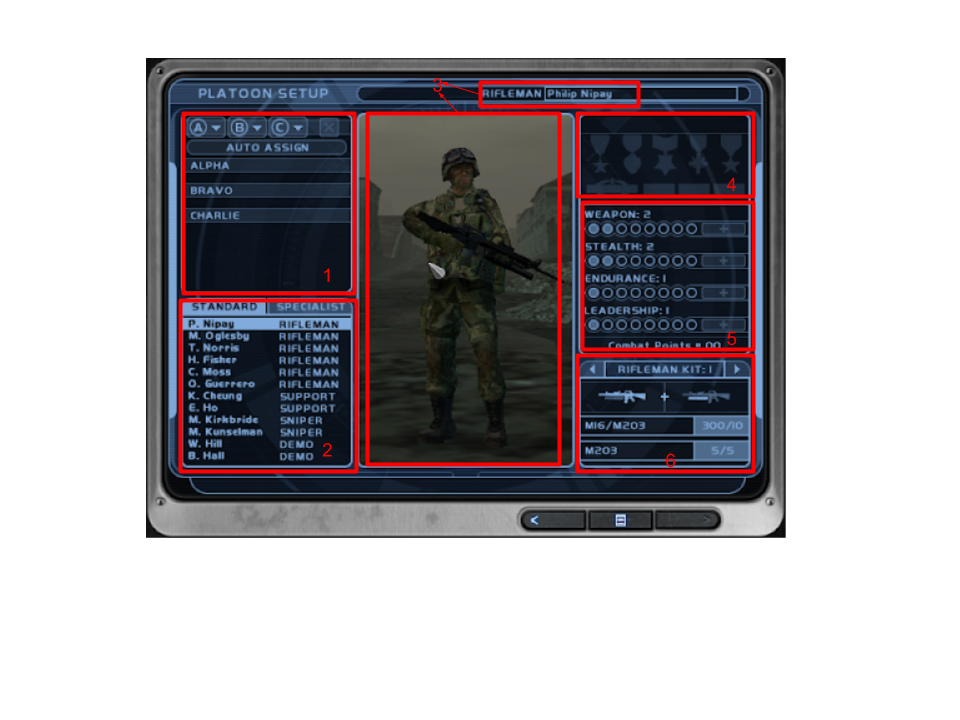 PLATOON SETUP
3
RIFLEMAN Philip Nipay
A B C
AUTO ASSIGN
ALPHA
BRAVO
CHARLIE
1
STANDARD SPECIALIST
P. Nipay RIFLEMAN
M. Oglesby RIFLEMAN
T. Norris RIFLEMAN
H. Fisher RIFLEMAN
C. Moss RIFLEMAN
O. Guerrero RIFLEMAN
K. Cheung SUPPORT
E. Ho SUPPORT
M. Kirkbride SNIPER
M. Kunselman SNIPER
W. Hill DEMO
B. Hall DEMO
2
4
WEAPON: 2
+
STEALTH: 2
+
ENDURANCE: 1
+
LEADERSHIP: 1
+
Combat Points = 00
5
RIFLEMAN KIT: 1
+
M16/M203 300/10
M203 5/5
6
<